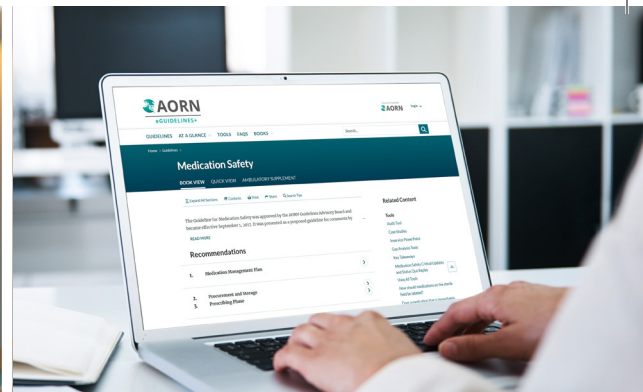 AORN
eGUIDELINES+
AORN
Login
GUIDELINES AT A GLANCE TOOLS FAQS BOOKS
Search...
Home > Guidelines >
Medication Safety
BOOK VIEW QUICK VIEW AMBULATORY SUPPLEMENT
Expand All Sections Contents Print Share Search Tips
The Guideline for Medication Safety was approved by the AORN Guidelines Advisory Board and
became effective September 1, 2017. It was presented as a proposed guideline for comments by
READ MORE
Recommendations
1. Medication Management Plan
2. Procurement and Storage
3. Prescribing Phase
Related Content
Tools
Audit Tool
Case Studies
Inservice PowerPoint
Gap Analysis Tools
Key Takeaways
Medication Safety Critical Updates
and Status Quo Replies
View All Tools
How should medications on the sterile
field be labeled?